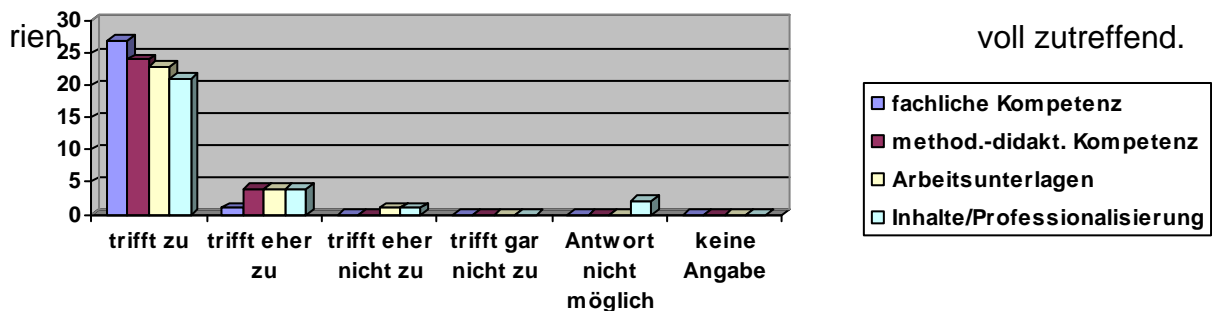 rien voll zutreffend.
30
25
20
15
10
5
0
trifft zu
trifft eher zu
trifft eher nicht zu
trifft gar nicht zu
Antwort nicht möglich
keine Angabe
fachliche Kompetenz
method.-didakt. Kompetenz
Arbeitsunterlagen
Inhalte/Professionalisierung